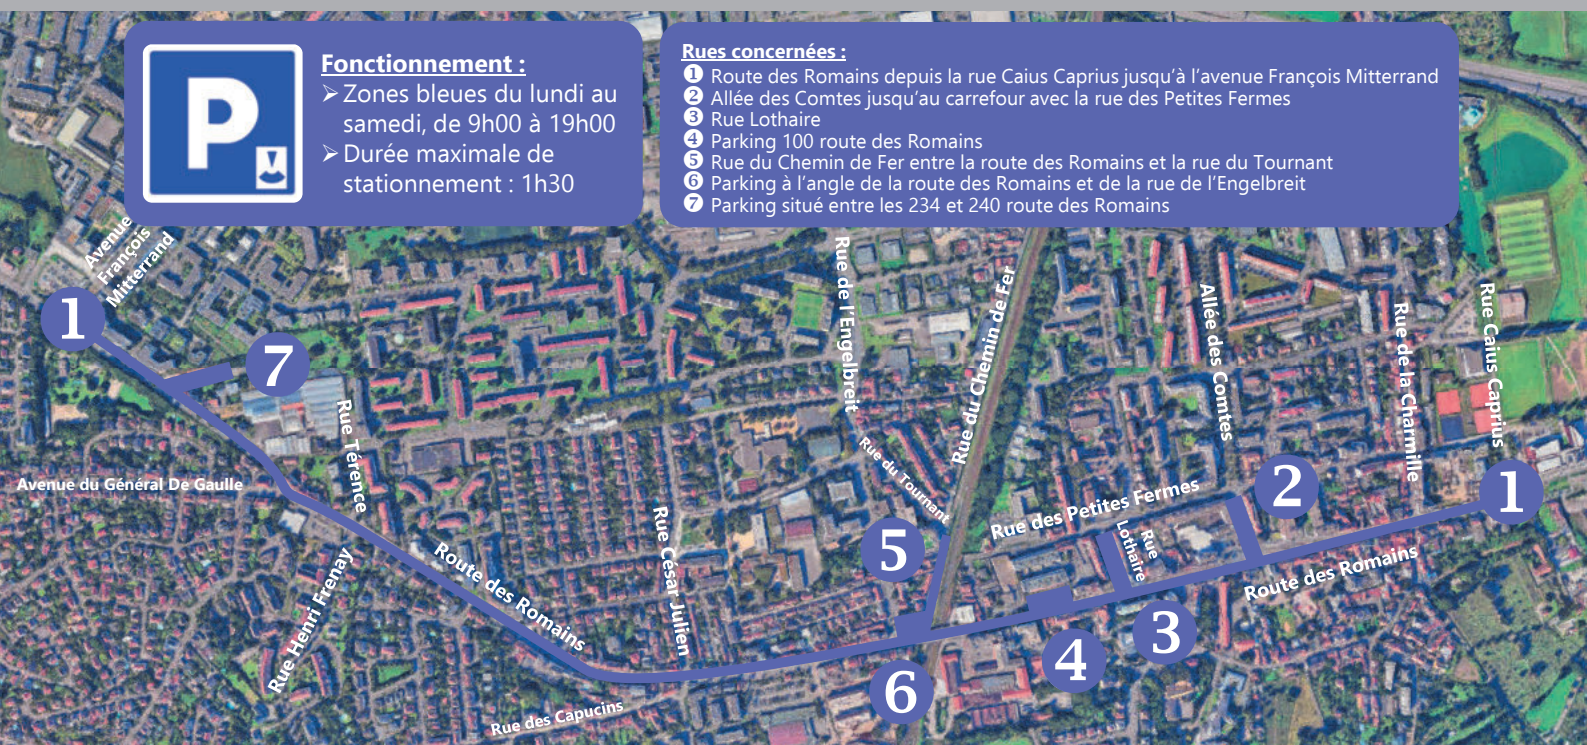 P
Fonctionnement :
➢ Zones bleues du lundi au
samedi, de 9h00 à 19h00
➢ Durée maximale de
stationnement : 1h30
Rues concernées :
❶ Route des Romains depuis la rue Caius Caprius jusqu'à l'avenue François Mitterrand
❷ Allée des Comtes jusqu'au carrefour avec la rue des Petites Fermes
❸ Rue Lothaire
❹ Parking 100 route des Romains
❺ Rue du Chemin de Fer entre la route des Romains et la rue du Tournant
❻ Parking à l'angle de la route des Romains et de la rue de l'Engelbreit
❼ Parking situé entre les 234 et 240 route des Romains
Avenue
François
Mitterrand
1
7
Rue Térence
Avenue du Général De Gaulle
Rue Henri Frenay
Route des Romains
Rue César Julien
Rue des Capucins
Rue de l'Engelbreit
Rue du Tournant
Rue du Chemin de Fer
5
6
Rue des Petites Fermes
Rue
Lothaire
4
3
Allée des Comtes
2
Route des Romains
Rue de la Charmille
Rue Caius Caprius
1